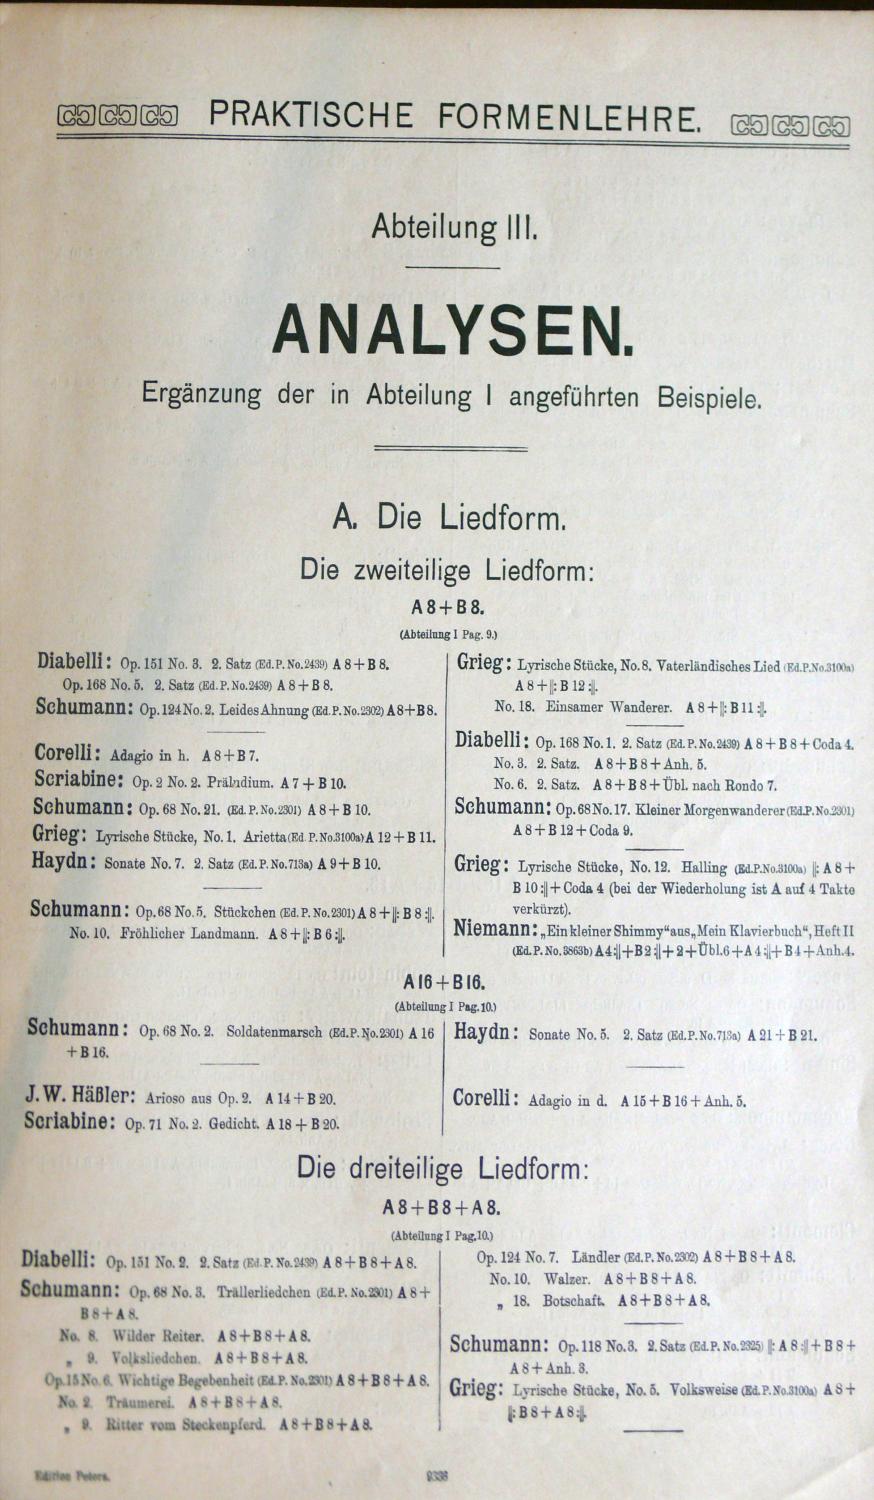 PRAKTISCHE FORMENLEHRE.
Abteilung III.
ANALYSEN.
Ergänzung der in Abteilung I angeführten Beispiele.
A. Die Liedform.
Die zweiteilige Liedform:
A 8+B 8.
(Abteilung I Pag. 9.)
Diabelli: Op. 151 No. 3. 2. Satz (Ed. P. No. 2439) A 8+B 8.
Op. 168 No. 5. 2. Satz (Ed. P. No. 2439) A 8+B 8.
Schumann: Op. 124 No. 2. Leides Ahnung (Ed. P. No. 2302) A8+B8.
Corelli: Adagio in h. A 8+B 7.
Scriabine: Op. 2 No. 2. Präludium. A 7 + B 10.
Schumann: Op. 68 No. 21. (Ed. P. No. 2301) A 8+B 10.
Grieg: Lyrische Stücke, No. 1. Arietta (Ed. P. No. 3100a) A 12+B 11.
Haydn: Sonate No. 7. 2. Satz (Ed. P. No. 713a) A 9+B 10.
Schumann: Op. 68 No. 5. Stückchen (Ed. P. No. 2301) A 8+‖: B 8 :‖.
No. 10. Fröhlicher Landmann. A 8+‖: B 6 :‖.
Grieg: Lyrische Stücke, No. 8. Vaterländisches Lied (Ed. P. No. 3100a)
A 8+‖: B 12 :‖.
No. 18. Einsamer Wanderer. A 8+‖: B 11 :‖.
Diabelli: Op. 168 No. 1. 2. Satz (Ed. P. No. 2439) A 8+B 8+Coda 4.
No. 3. 2. Satz. A 8+B 8+Anh. 5.
No. 6. 2. Satz. A 8+B 8+Übl. nach Rondo 7.
Schumann: Op. 68 No. 17. Kleiner Morgenwanderer (Ed. P. No. 2301)
A 8+B 12+Coda 9.
Grieg: Lyrische Stücke, No. 12. Halling (Ed. P. No. 3100a) ‖: A 8+
B 10 :‖+Coda 4 (bei der Wiederholung ist A auf 4 Takte
verkürzt).
Niemann: „Ein kleiner Shimmy“ aus „Mein Klavierbuch“, Heft II
(Ed. P. No. 3863b) A4:‖+B2:‖+2+Übl.6+A4:‖+B4+Anh.4.
A16+B16.
(Abteilung I Pag. 10.)
Schumann: Op. 68 No. 2. Soldatenmarsch (Ed. P. No. 2301) A 16
+B 16.
J. W. Häßler: Arioso aus Op. 2. A 14+B 20.
Scriabine: Op. 71 No. 2. Gedicht. A 18+B 20.
Haydn: Sonate No. 5. 2. Satz (Ed. P. No. 713a) A 21+B 21.
Corelli: Adagio in d. A 15+B 16+Anh. 5.
Die dreiteilige Liedform:
A 8+B 8+A 8.
(Abteilung I Pag. 10.)
Diabelli: Op. 151 No. 2. 2. Satz (Ed. P. No. 2439) A 8+B 8+A 8.
Schumann: Op. 68 No. 3. Trällerliedchen (Ed. P. No. 2301) A 8+
B 8+A 8.
No. 8. Wilder Reiter. A 8+B 8+A 8.
„ 9. Volksliedchen. A 8+B 8+A 8.
Op. 15 No. 6. Wichtige Begebenheit (Ed. P. No. 2301) A 8+B 8+A 8.
No. 2. Träumerei. A 8+B 8+A 8.
„ 9. Ritter vom Steckenpferd. A 8+B 8+A 8.
Op. 124 No. 7. Ländler (Ed. P. No. 2302) A 8+B 8+A 8.
No. 10. Walzer. A 8+B 8+A 8.
„ 18. Botschaft. A 8+B 8+A 8.
Schumann: Op. 118 No. 3. 2. Satz (Ed. P. No. 2325) ‖: A 8 :‖+B 8+
A 8+Anh. 3.
Grieg: Lyrische Stücke, No. 5. Volksweise (Ed. P. No. 3100a) A 8+
‖: B 8+A 8 :‖.
Edition Peters.
9338